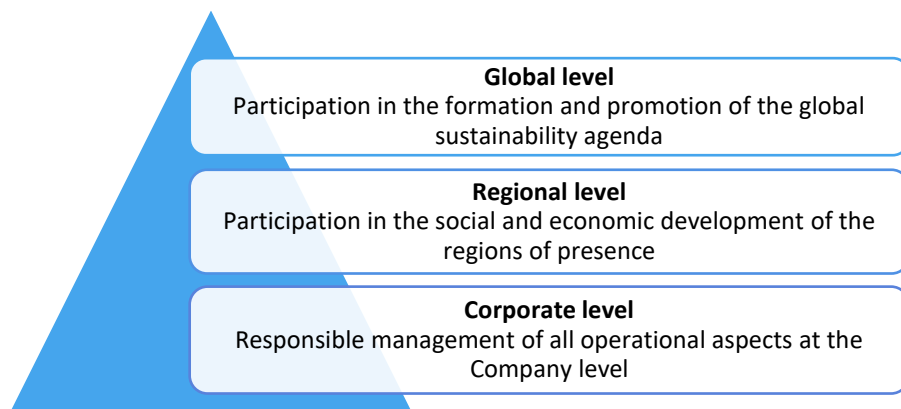 Global level
Participation in the formation and promotion of the global
sustainability agenda
Regional level
Participation in the social and economic development of the
regions of presence
Corporate level
Responsible management of all operational aspects at the
Company level